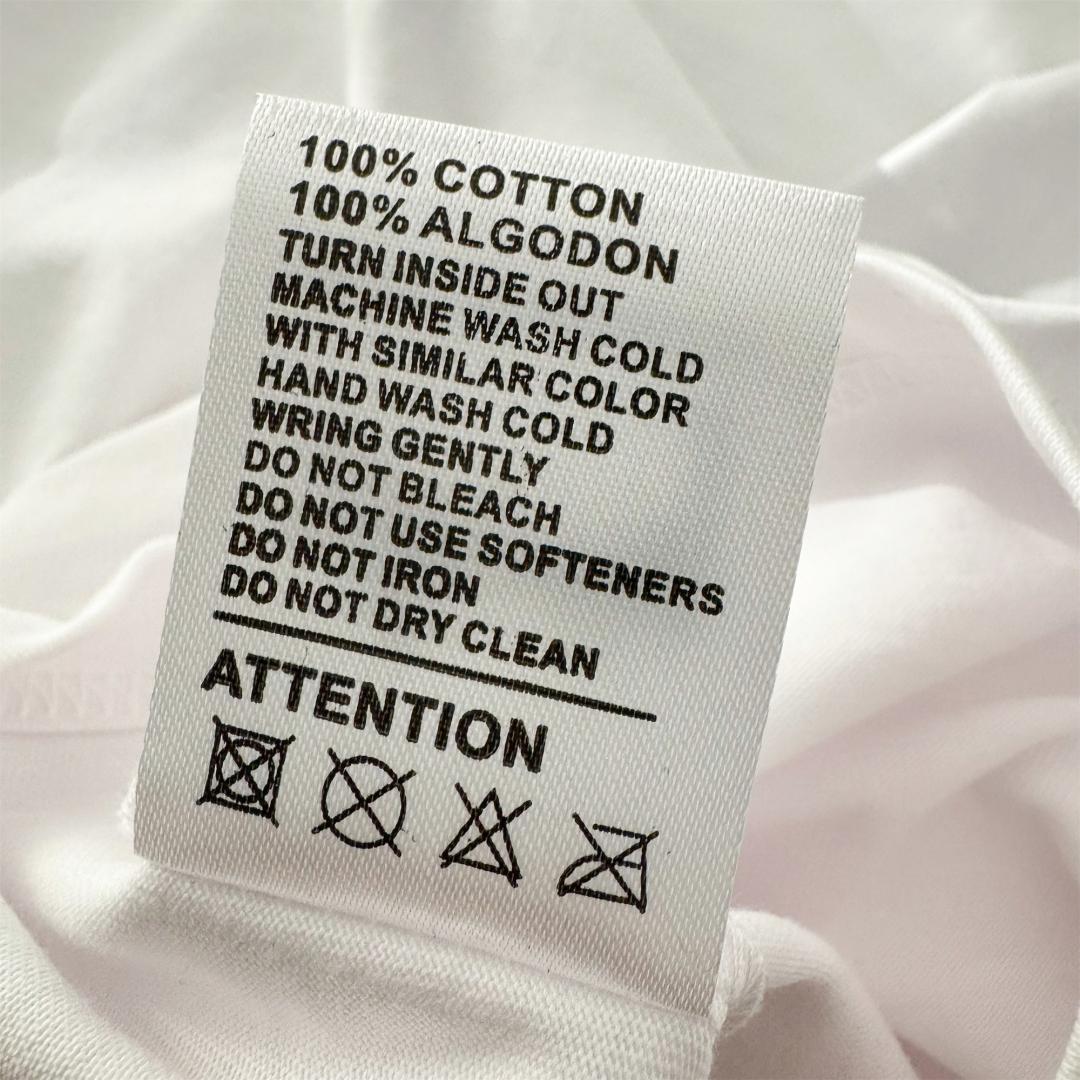 100% COTTON
100% ALGODON
TURN INSIDE OUT
MACHINE WASH COLD
WITH SIMILAR COLOR
HAND WASH COLD
WRING GENTLY
DO NOT BLEACH
DO NOT USE SOFTENERS
DO NOT IRON
DO NOT DRY CLEAN
ATTENTION